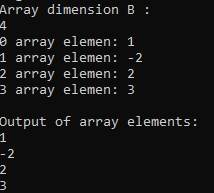 Array dimension B :
4
0 array elemen: 1
1 array elemen: -2
2 array elemen: 2
3 array elemen: 3
Output of array elements:
1
-2
2
3